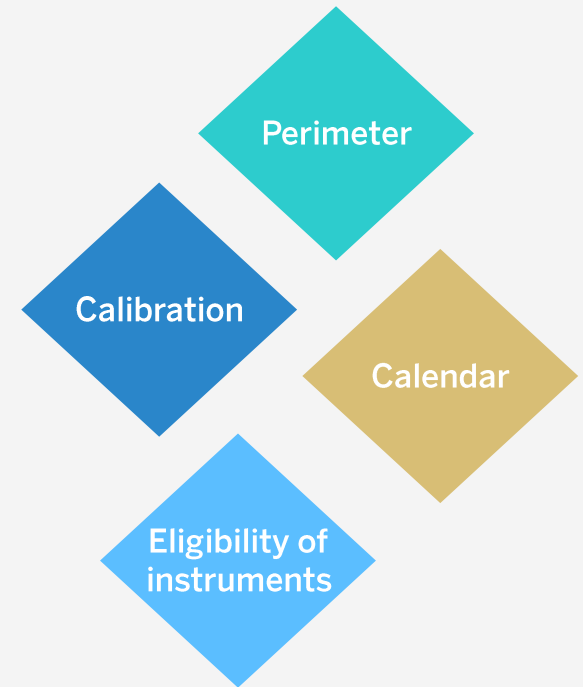 Perimeter
Calibration
Calendar
Eligibility of
instruments